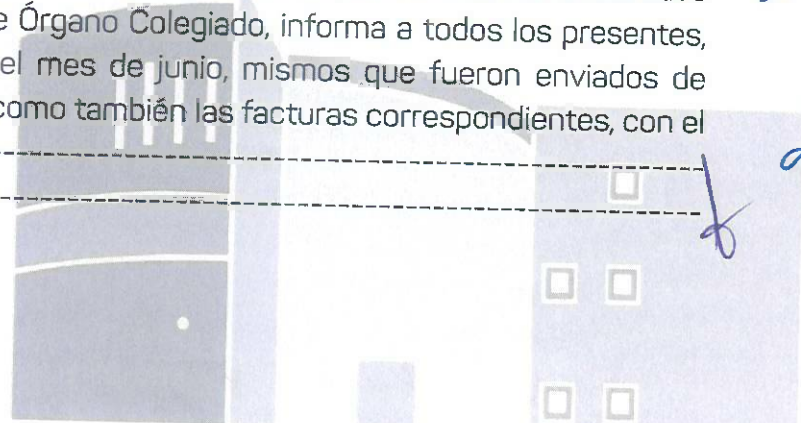 e Órgano Colegiado, informa a todos los presentes,
el mes de junio, mismos que fueron enviados de
como también las facturas correspondientes, con el